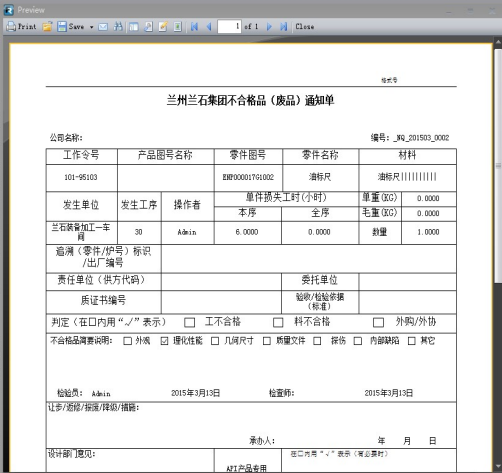 Preview
Print Save 1 of 1 Close
格式号
兰州兰石集团不合格品（废品）通知单
公司名称： 编号：_NQ_201503_0002
工作令号 产品图号名称 零件图号 零件名称 材料
101-95103 EHF000017G1002 油标尺 油标尺||||||||||
发生单位 发生工序 操作者 单件损失工时(小时) 单重(KG) 0.0000
本序 全序 毛重(KG) 0.0000
兰石装备加工一车间 30 Admin 6.0000 0.0000 数量 1.0000
追溯（零件/炉号）标识
/出厂编号
责任单位（供方代码） 委托单位
质证书编号 验收/检验依据
（标准）
判定（在口内用“√”表示） 工不合格 料不合格 外购/外协
不合格品简要说明： 外观 理化性能 几何尺寸 质量文件 探伤 内部缺陷 其它
检验员： Admin 2015年3月13日 检查师： 2015年3月13日
让步/返修/报废/降级/措施：
承办人： 年 月 日
设计部门意见： 在口内用“√”表示（有必要时）
API产品专用